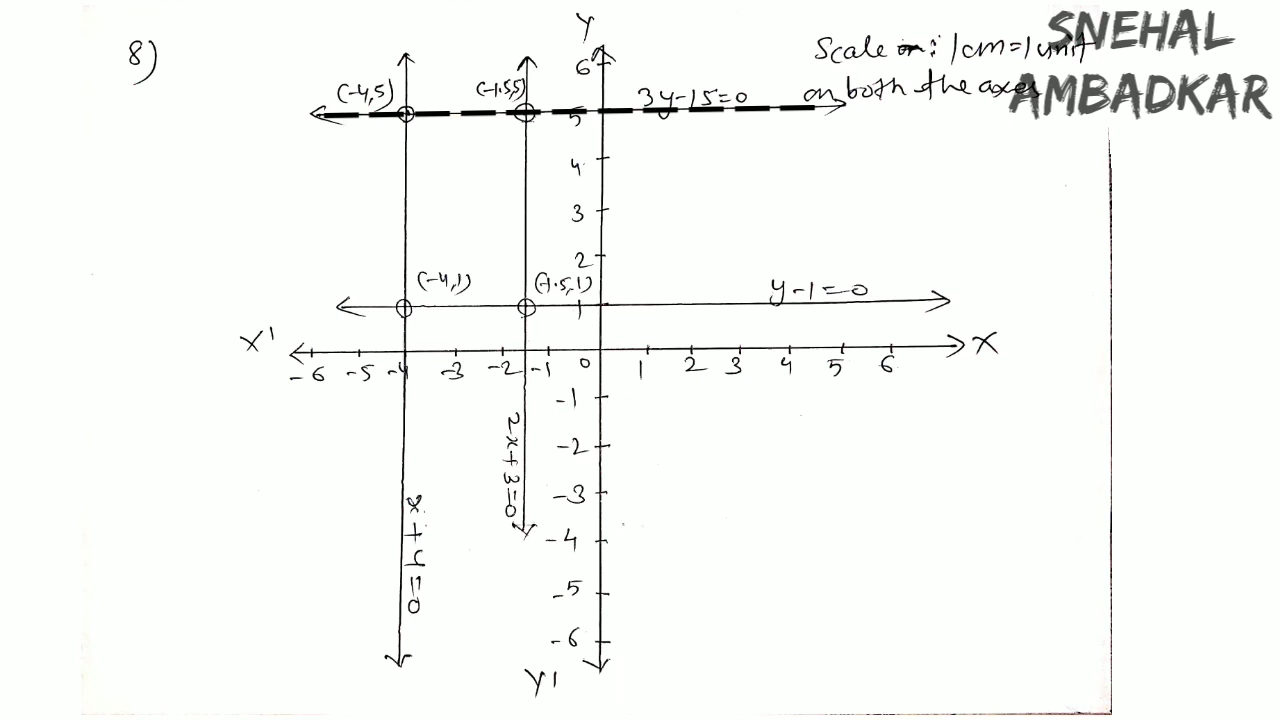 8)
Y
Scale : 1cm = 1 unit
on both the axes
SNEHAL
AMBADKAR
6
(-4,5)
(-1.5,5)
3y-15=0
5
4
3
2
(-4,1)
(-1.5,1)
1
y-1=0
X'
X
-6 -5 -4 -3 -2 -1 0 1 2 3 4 5 6
-1
-2
-3
-4
-5
-6
2x+3=0
x+4=0
Y'